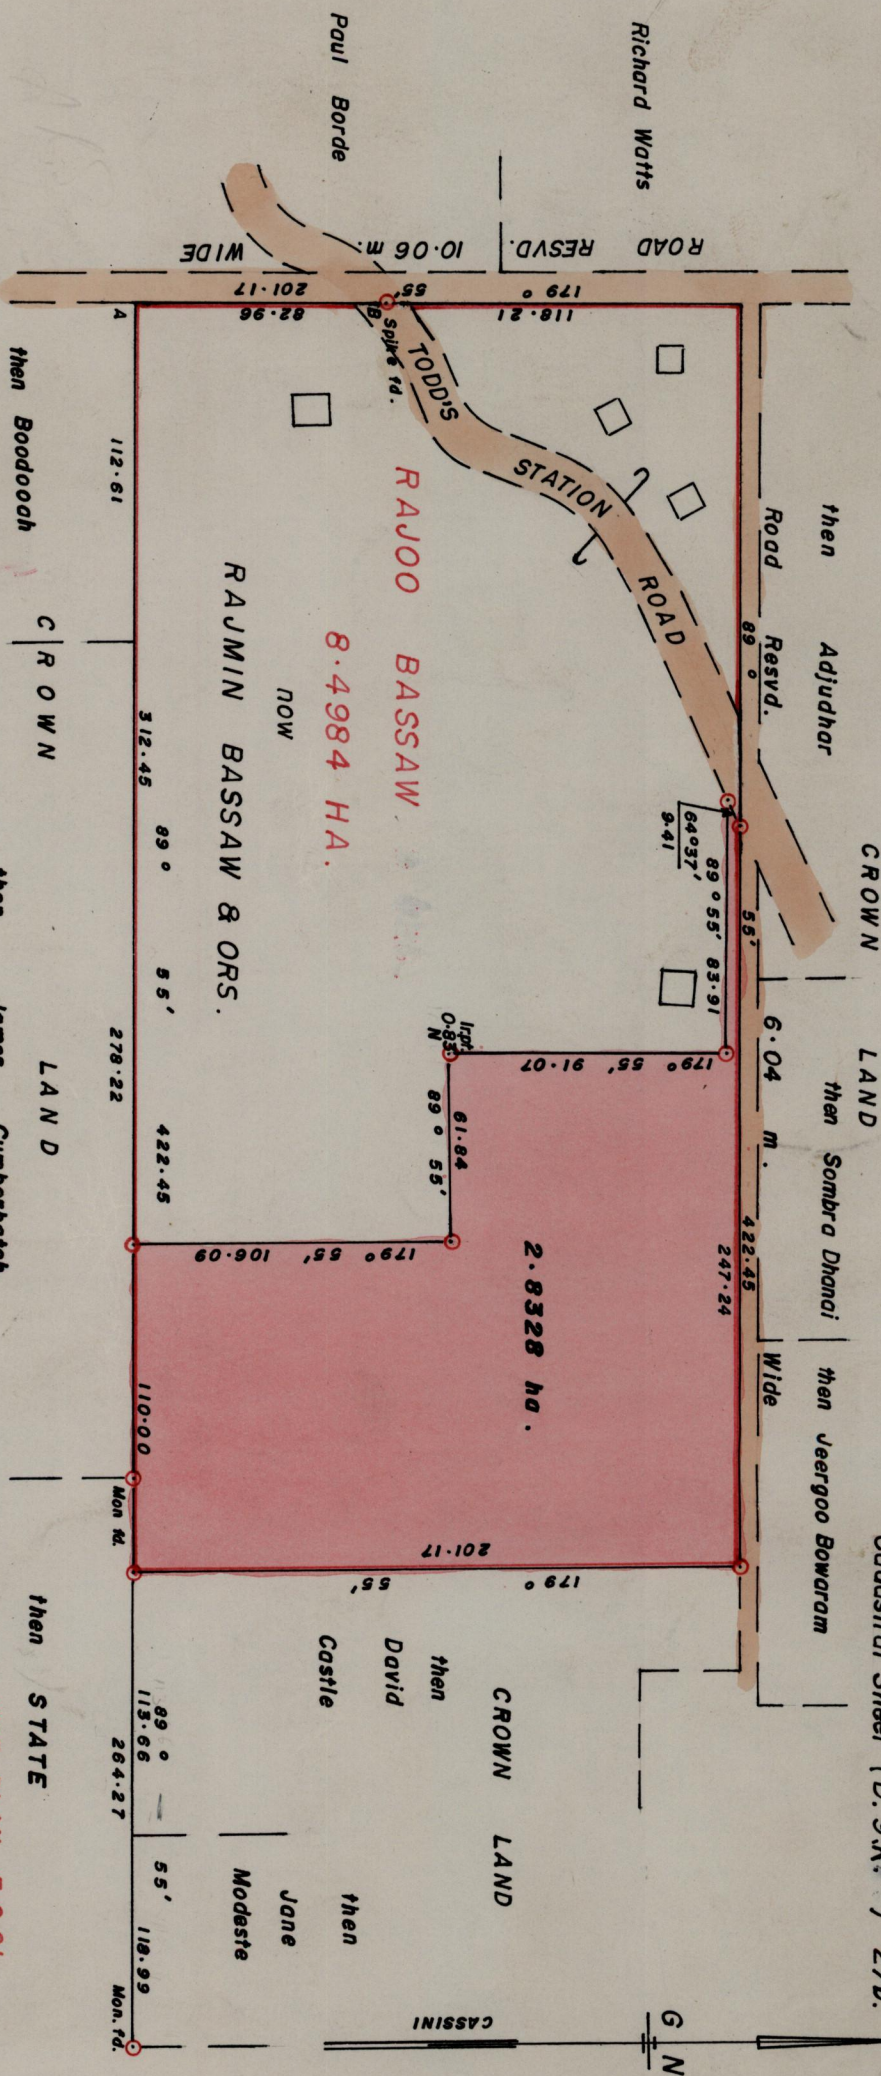 Richard Watts
Paul Borde
ROAD RESVD. 10·06 m. WIDE
179° 55'
201·17
118·21
82·96
A
B
Spike fd.
TODD'S STATION ROAD
then Adjudhar
Road Resvd. 6·04 m. Wide
89° 55' 422·45
247·24
CROWN LAND
then Sombra Dhanai
then Jeergoo Bowaram
64°37'
9·41
89° 55' 83·91
179° 55' 91·07
Irpt.
0·83
N
61·84
89° 55'
179° 55' 106·09
RAJOO BASSAW
8·4984 HA.
now
RAJMIN BASSAW & ORS.
2·8328 ha.
201·17
179° 55'
112·61
312·45
89° 55' 422·45
278·22
110·00
Mon fd.
then Boodooah
CROWN LAND
then James Cumberbatch
then STATE
CROWN LAND
then
David
Castle
then
Jane
Modeste
89° 55'
113·66
264·27
118·99
Mon. fd.
CASSINI
G N